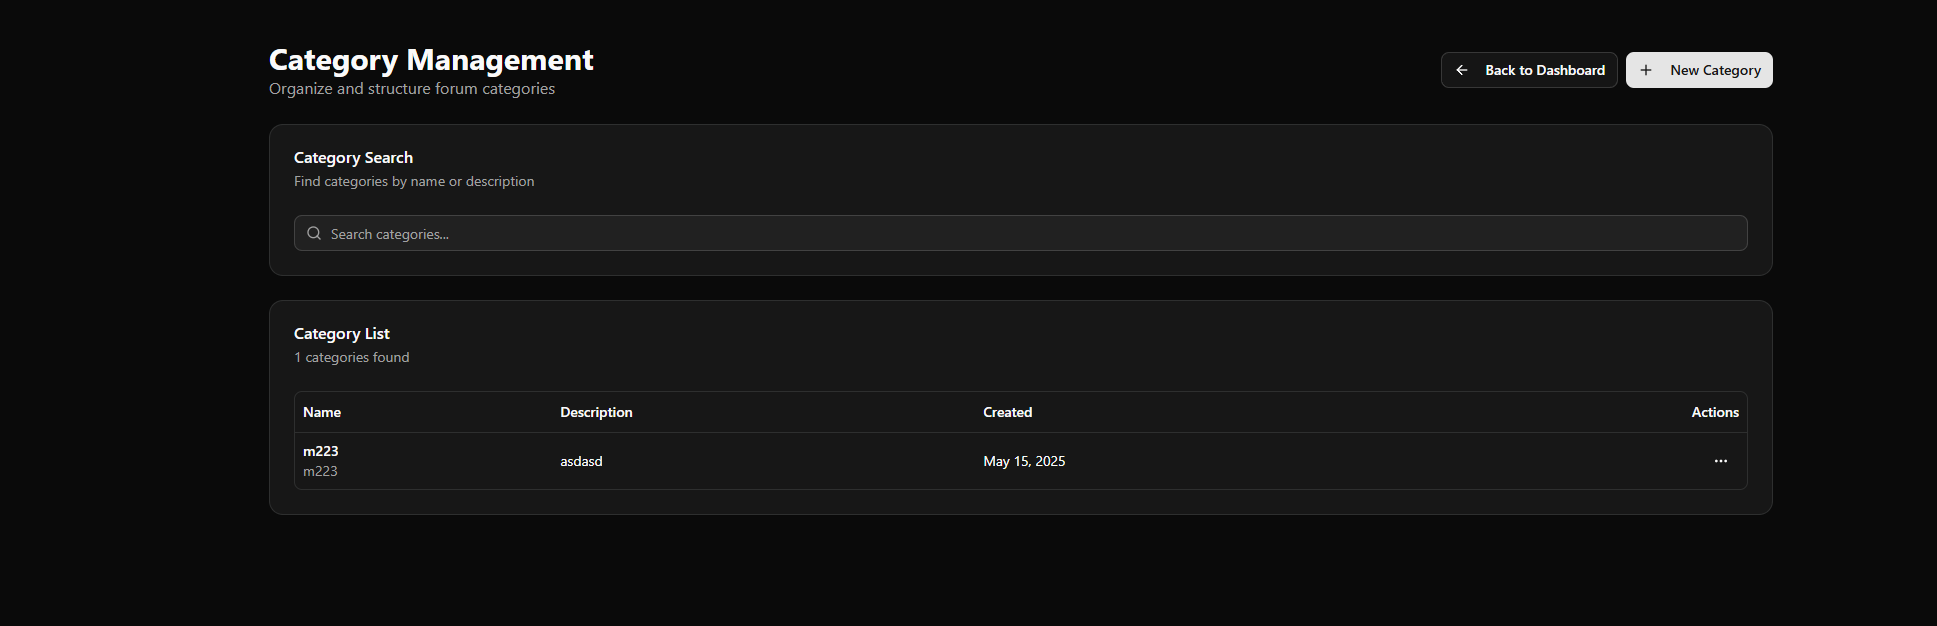 Category Management
Organize and structure forum categories
Back to Dashboard
New Category
Category Search
Find categories by name or description
Search categories...
Category List
1 categories found
Name Description Created Actions
m223
m223
asdasd
May 15, 2025